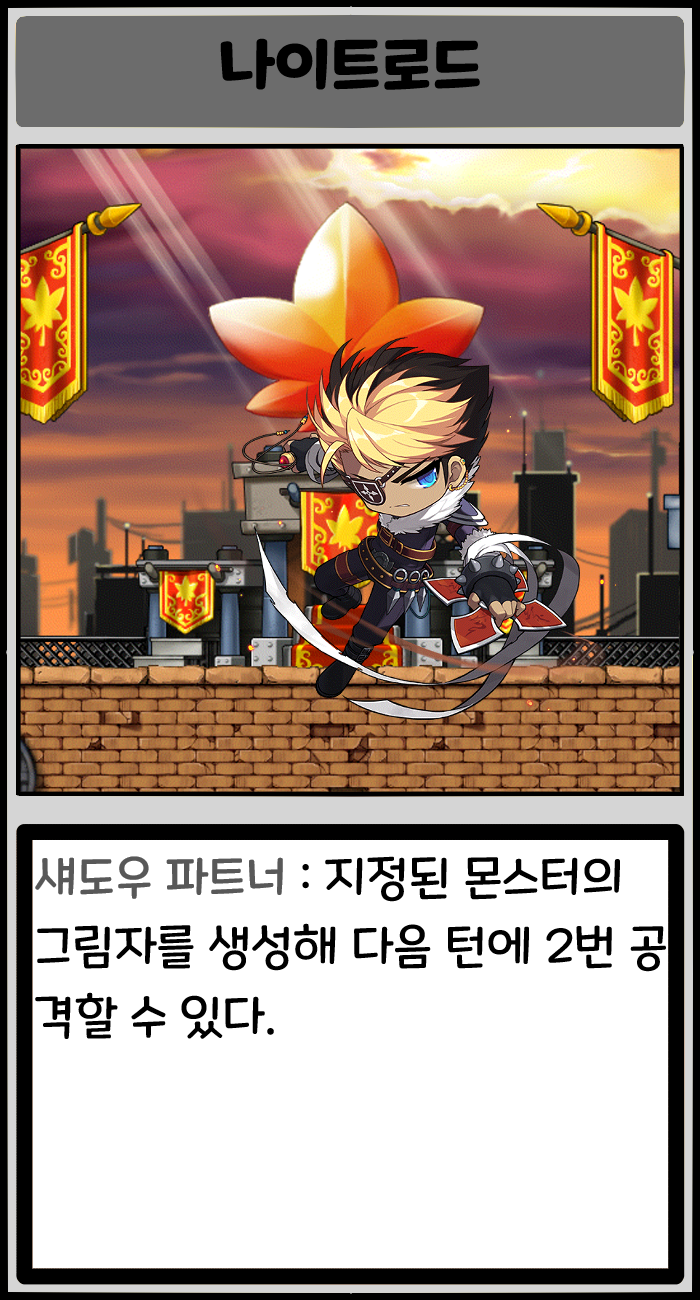 나이트로드
섀도우 파트너 : 지정된 몬스터의
그림자를 생성해 다음 턴에 2번 공
격할 수 있다.